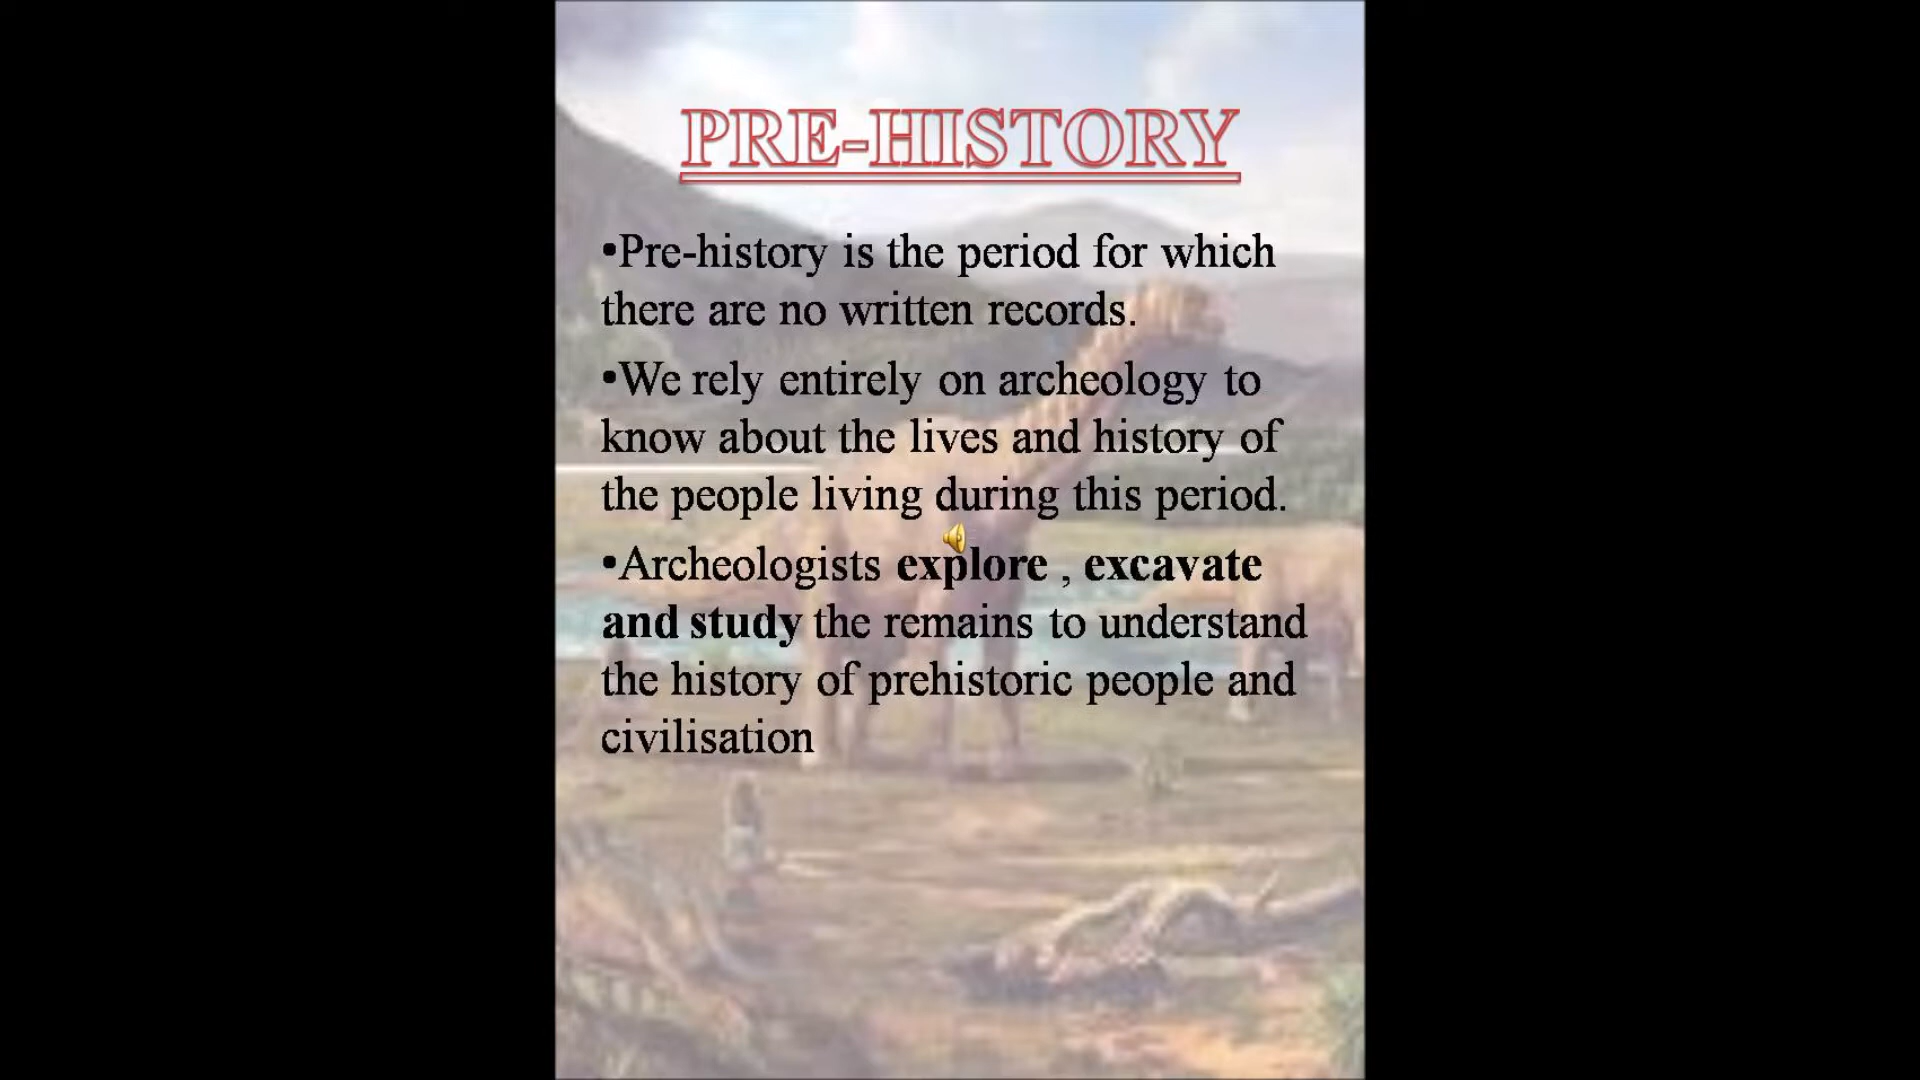 PRE-HISTORY
•Pre-history is the period for which
there are no written records.
•We rely entirely on archeology to
know about the lives and history of
the people living during this period.
•Archeologists explore , excavate
and study the remains to understand
the history of prehistoric people and
civilisation